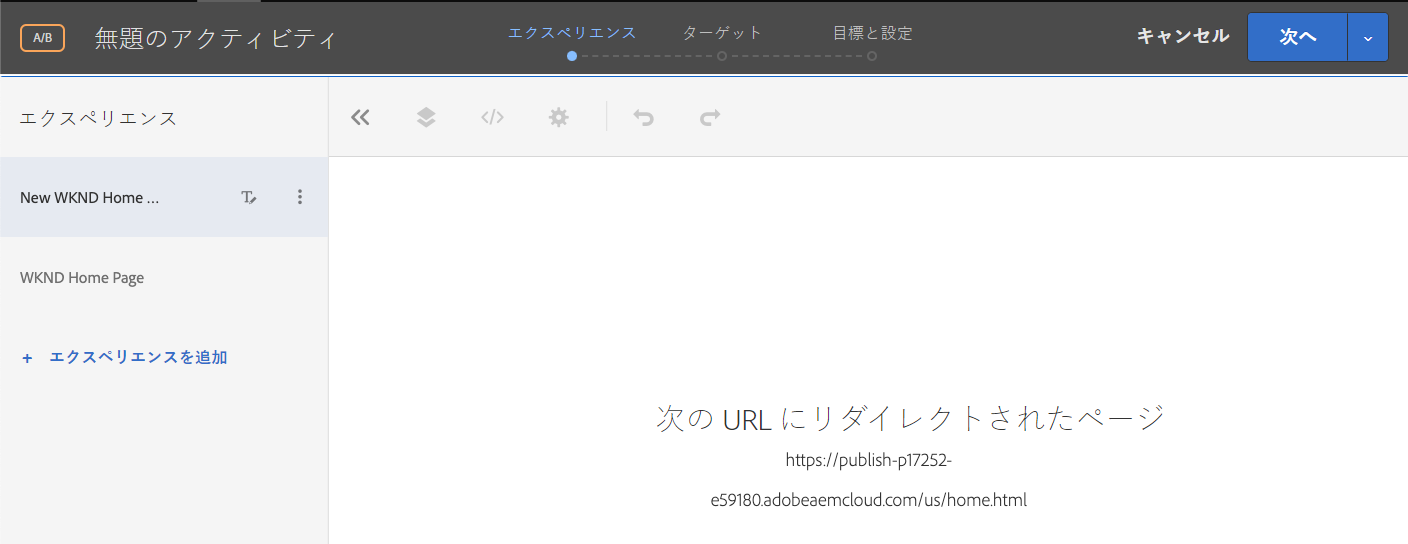 A/B
無題のアクティビティ
エクスペリエンス
ターゲット
目標と設定
キャンセル
次へ
エクスペリエンス
New WKND Home ...
WKND Home Page
+ エクスペリエンスを追加
次の URL にリダイレクトされたページ
https://publish-p17252-
e59180.adobeaemcloud.com/us/home.html